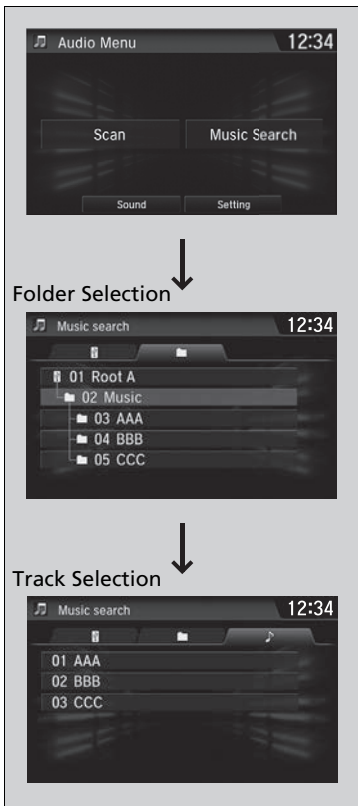 Audio Menu 12:34
Scan Music Search
Sound Setting
Folder Selection
Music search 12:34
01 Root A
02 Music
03 AAA
04 BBB
05 CCC
Track Selection
Music search 12:34
01 AAA
02 BBB
03 CCC